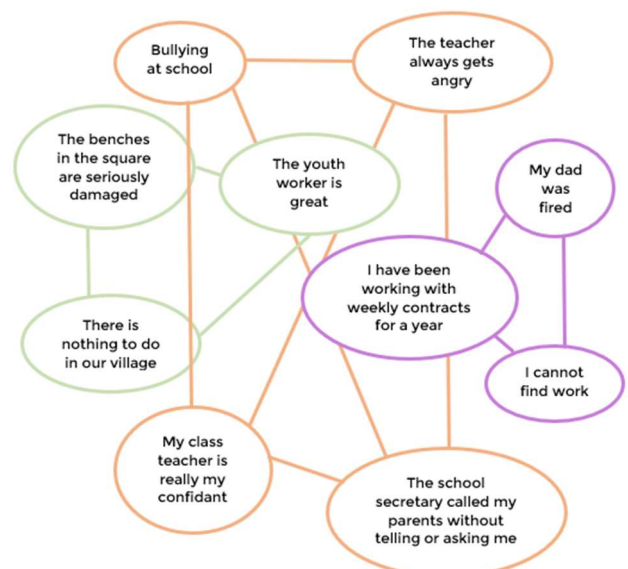 Bullying
at school
The teacher
always gets
angry
The benches
in the square
are seriously
damaged
The youth
worker is
great
My dad
was
fired
I have been
working with
weekly contracts
for a year
There is
nothing to do
in our village
I cannot
find work
My class
teacher is
really my
confidant
The school
secretary called my
parents without
telling or asking me